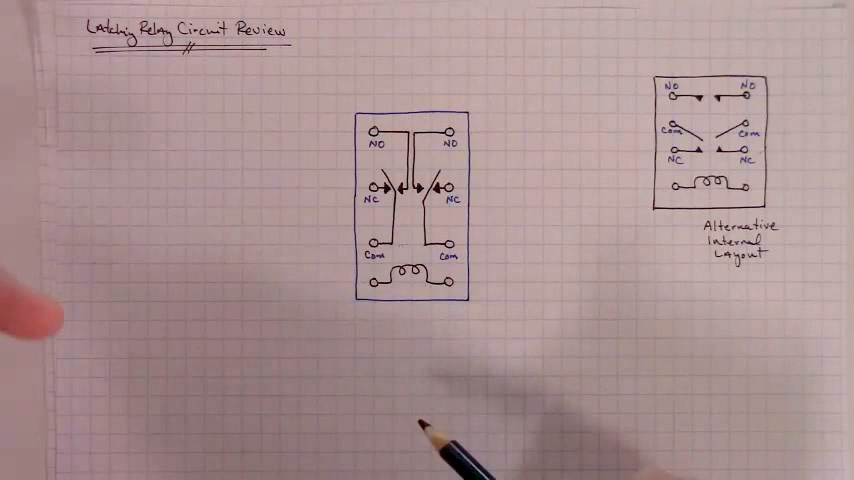 Latching Relay Circuit Review
NO NO
NC NC
Com Com
NO NO
Com Com
NC NC
Alternative
Internal
Layout